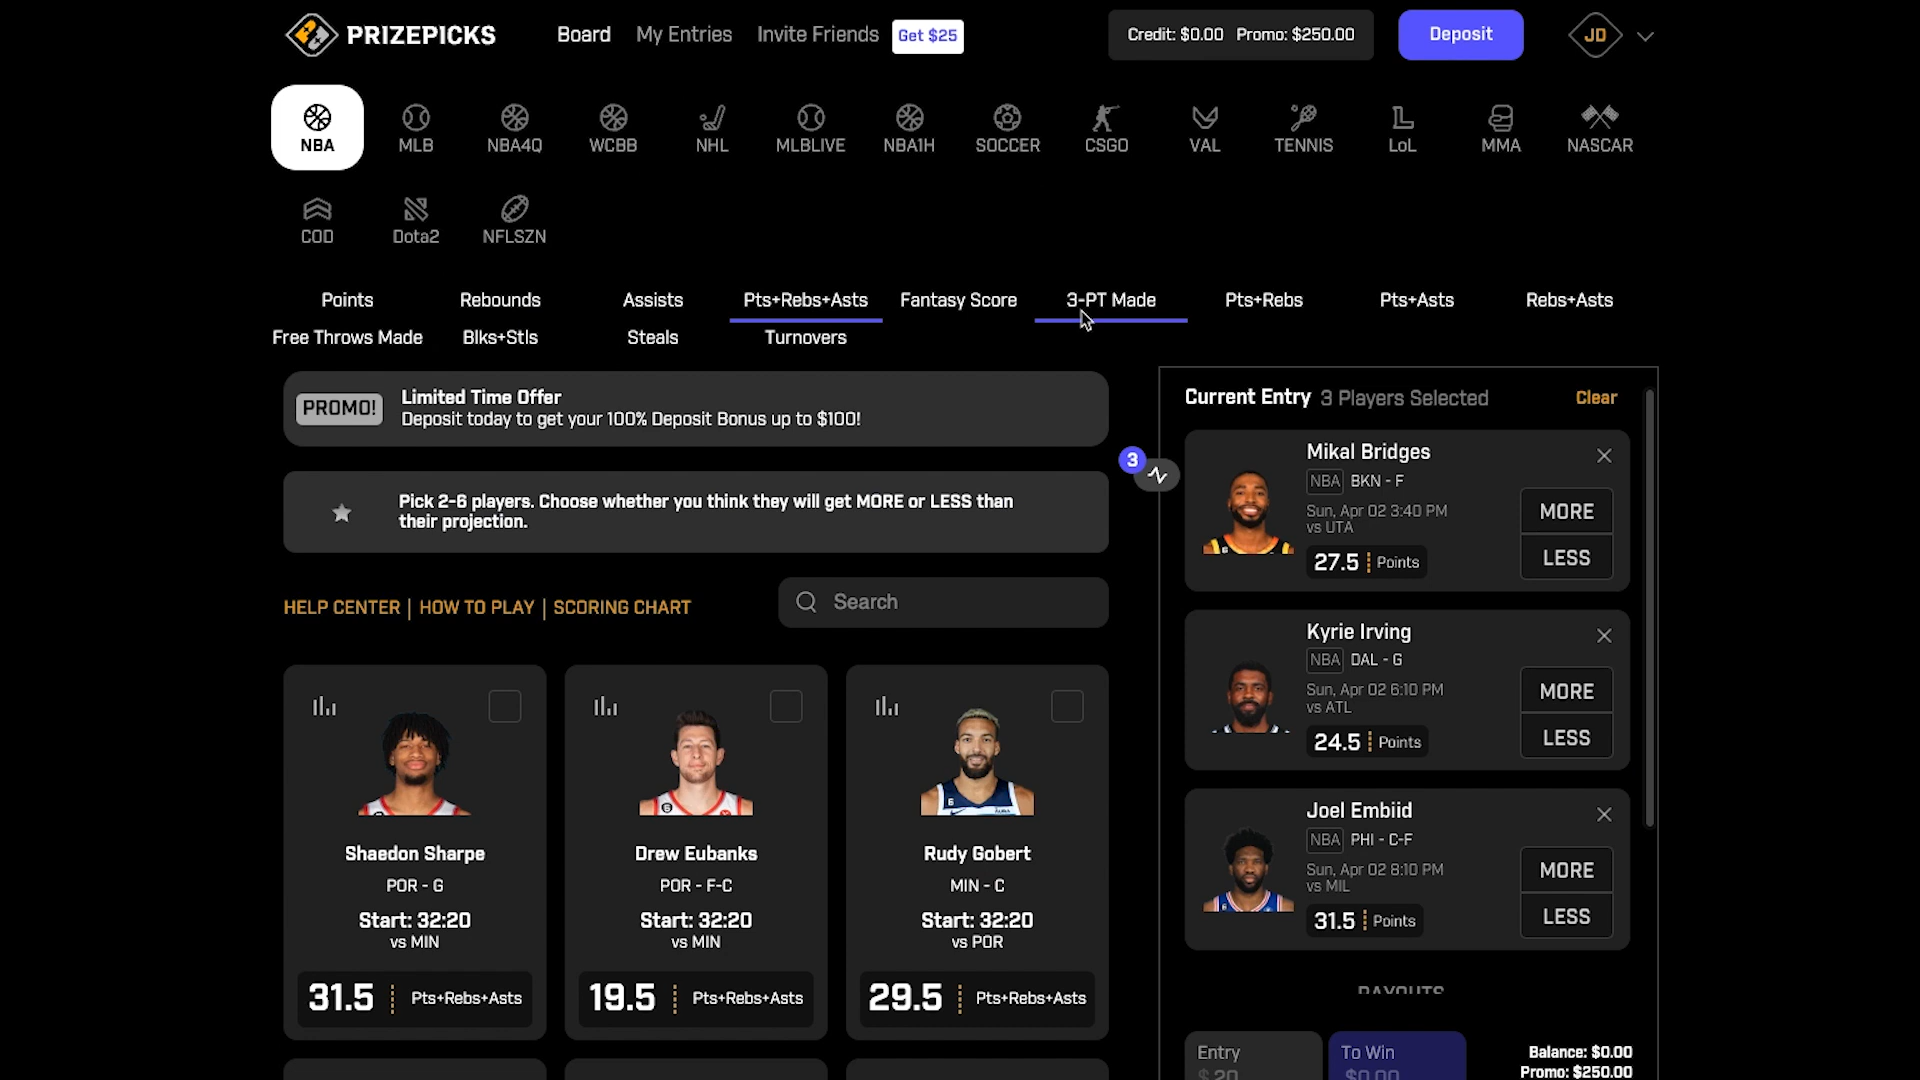 PRIZEPICKS
Board
My Entries
Invite Friends
Get $25
Credit: $0.00 Promo: $250.00
Deposit
JD
NBA
MLB
NBA4Q
WCBB
NHL
MLBLIVE
NBA1H
SOCCER
CSGO
VAL
TENNIS
LoL
MMA
NASCAR
COD
Dota2
NFLSZN
Points
Rebounds
Assists
Pts+Rebs+Asts
Fantasy Score
3-PT Made
Pts+Rebs
Pts+Asts
Rebs+Asts
Free Throws Made
Blks+Stls
Steals
Turnovers
PROMO!
Limited Time Offer
Deposit today to get your 100% Deposit Bonus up to $100!
Pick 2-6 players. Choose whether you think they will get MORE or LESS than
their projection.
HELP CENTER | HOW TO PLAY | SCORING CHART
Search
Shaedon Sharpe
POR - G
Start: 32:20
vs MIN
31.5 Pts+Rebs+Asts
Drew Eubanks
POR - F-C
Start: 32:20
vs MIN
19.5 Pts+Rebs+Asts
Rudy Gobert
MIN - C
Start: 32:20
vs POR
29.5 Pts+Rebs+Asts
3
Current Entry 3 Players Selected
Clear
Mikal Bridges
NBA BKN - F
Sun, Apr 02 3:40 PM
vs UTA
27.5 Points
MORE
LESS
Kyrie Irving
NBA DAL - G
Sun, Apr 02 6:10 PM
vs ATL
24.5 Points
MORE
LESS
Joel Embiid
NBA PHI - C-F
Sun, Apr 02 8:10 PM
vs MIL
31.5 Points
MORE
LESS
PAYOUTS
Entry
$ 20
To Win
$0.00
Balance: $0.00
Promo: $250.00